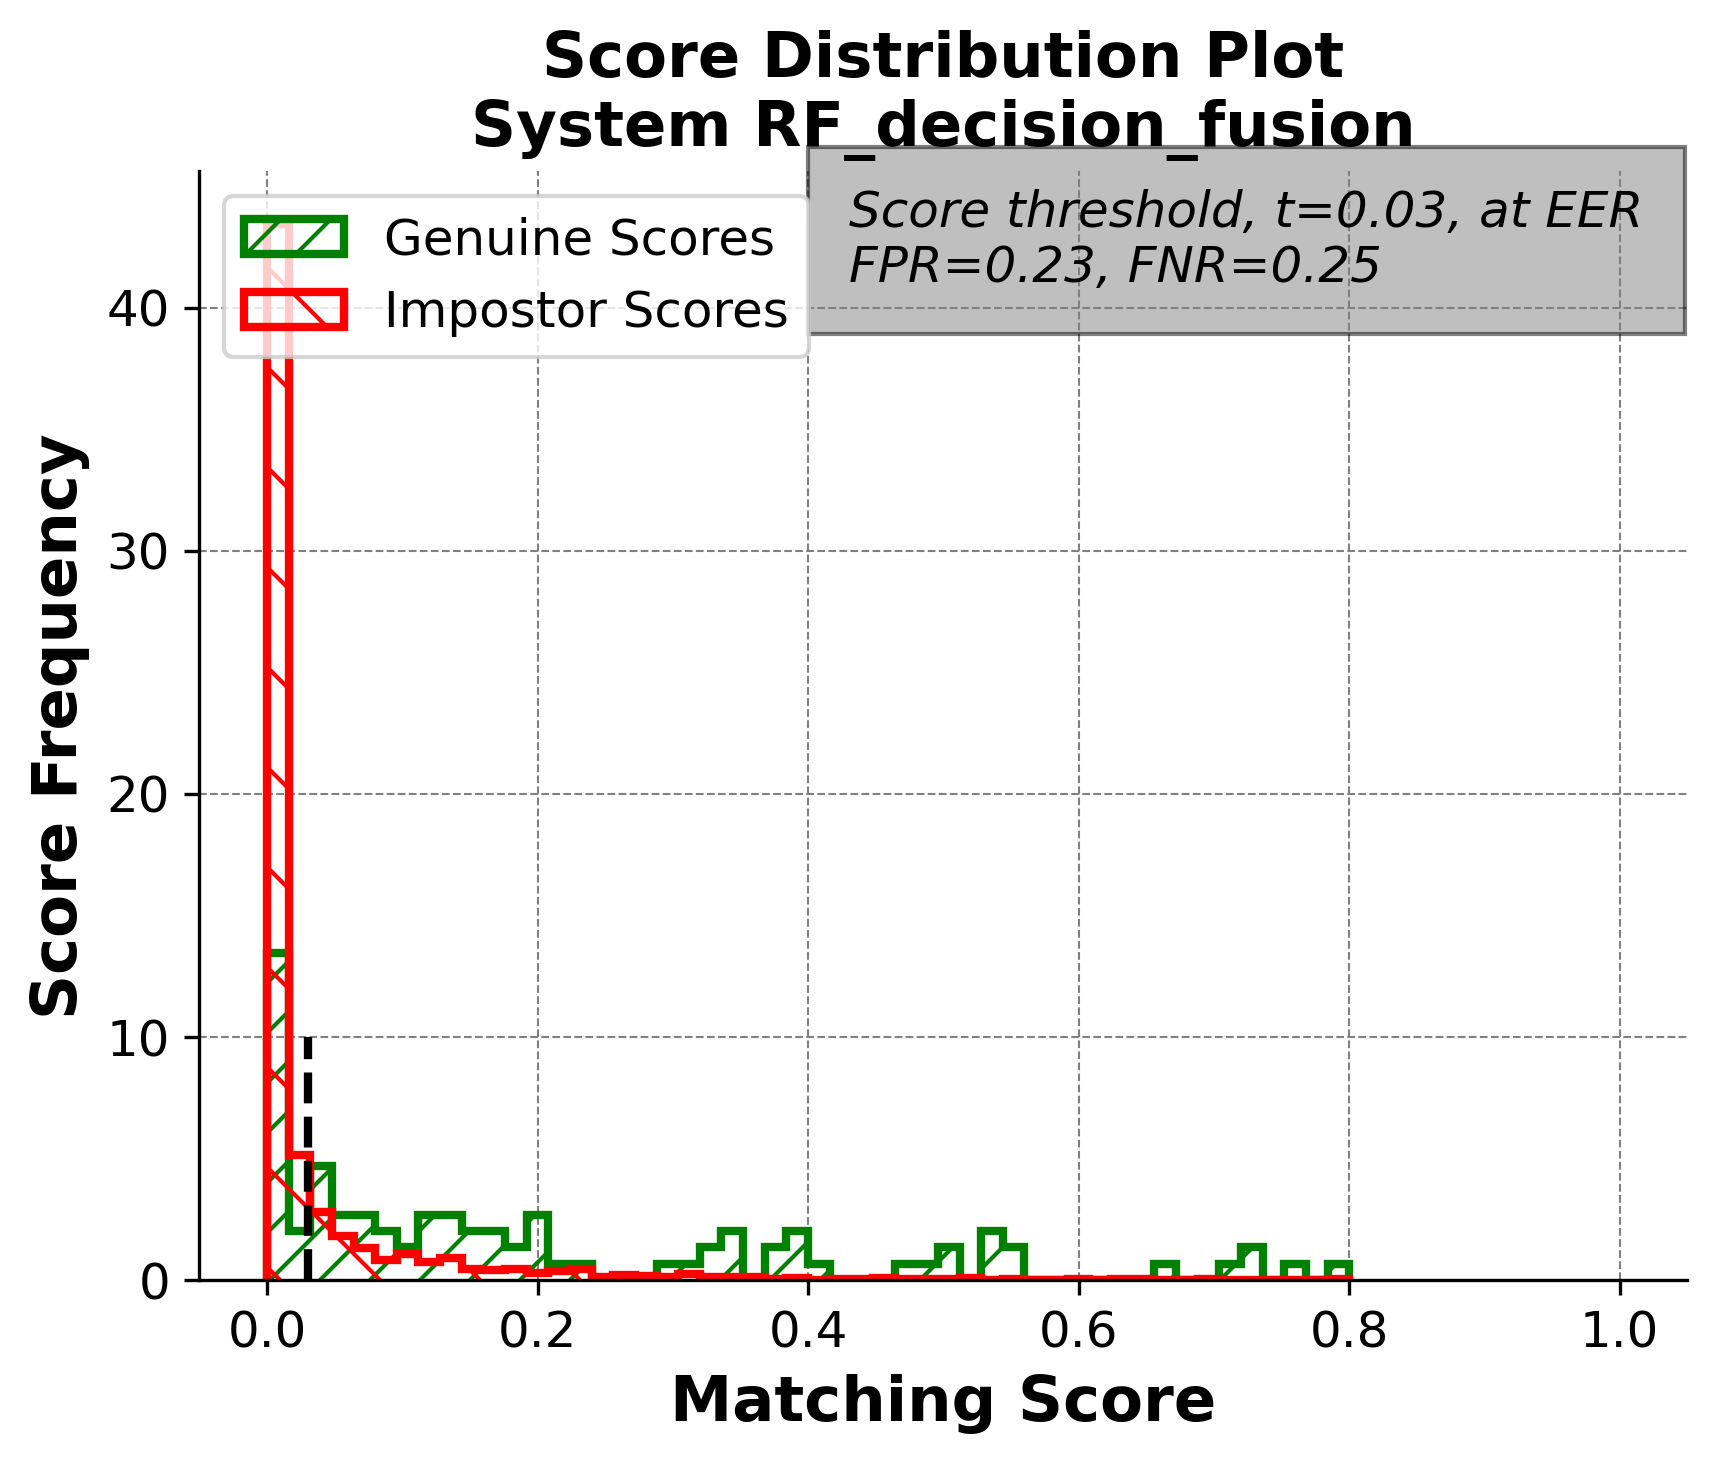 Score Distribution Plot
System RF_decision_fusion
Score threshold, t=0.03, at EER
FPR=0.23, FNR=0.25
Genuine Scores
Impostor Scores
Score Frequency
40
30
20
10
0
0.0 0.2 0.4 0.6 0.8 1.0
Matching Score